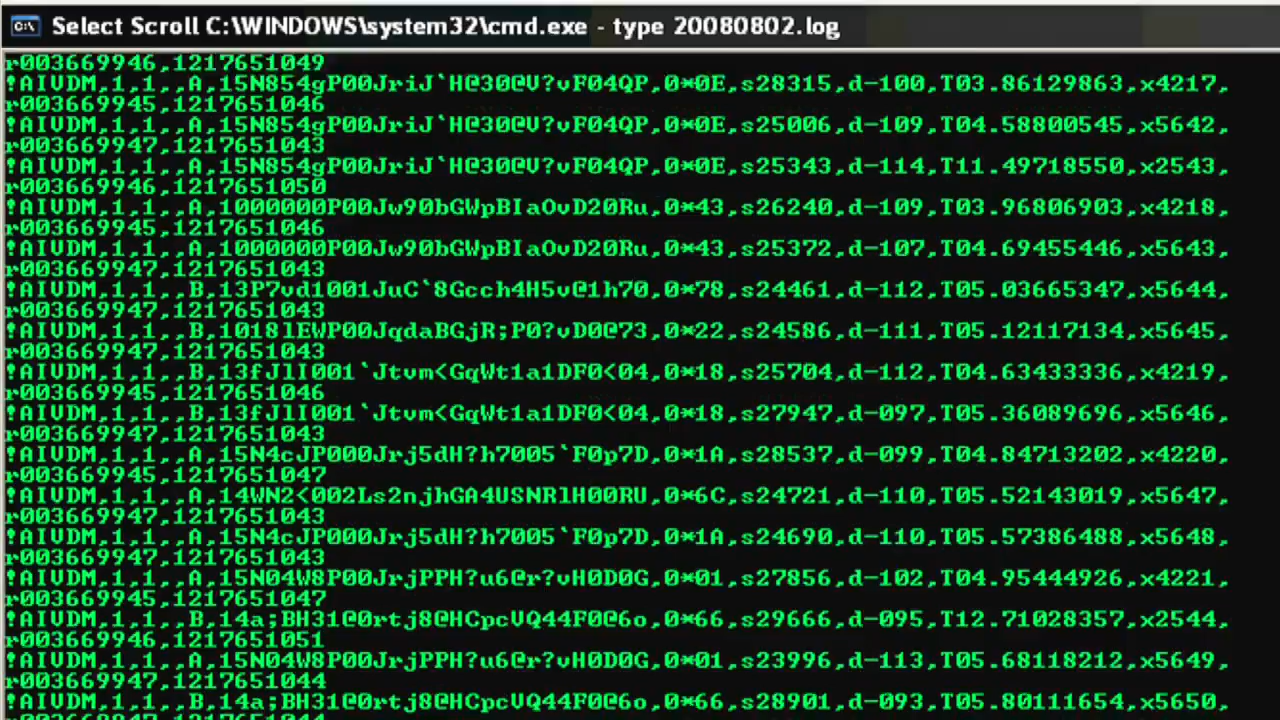 Select Scroll C:\WINDOWS\system32\cmd.exe - type 20080802.log
r003669946,1217651049
!AIVDM,1,1,,A,15N854gP00JriJ`H@30@V?vF04QP,0*0E,s28315,d-100,T03.86129863,x4217,
r003669945,1217651046
!AIVDM,1,1,,A,15N854gP00JriJ`H@30@V?vF04QP,0*0E,s25006,d-109,T04.58800545,x5642,
r003669947,1217651043
!AIVDM,1,1,,A,15N854gP00JriJ`H@30@V?vF04QP,0*0E,s25343,d-114,T11.49718550,x2543,
r003669946,1217651050
!AIVDM,1,1,,A,1000000P00Jw90bGWpBIaOvD20Ru,0*43,s26240,d-109,T03.96806903,x4218,
r003669945,1217651046
!AIVDM,1,1,,A,1000000P00Jw90bGWpBIaOvD20Ru,0*43,s25372,d-107,T04.69455446,x5643,
r003669947,1217651043
!AIVDM,1,1,,B,13P7vd1001JuC`8Gcch4H5v@1h70,0*78,s24461,d-112,T05.03665347,x5644,
r003669947,1217651043
!AIVDM,1,1,,B,1018lEWP00JqdaBGjR;P0?vD0@73,0*22,s24586,d-111,T05.12117134,x5645,
r003669947,1217651043
!AIVDM,1,1,,B,13fJlI001`Jtvm<GqWt1a1DF0<04,0*18,s25704,d-112,T04.63433336,x4219,
r003669945,1217651046
!AIVDM,1,1,,B,13fJlI001`Jtvm<GqWt1a1DF0<04,0*18,s27947,d-097,T05.36089696,x5646,
r003669947,1217651043
!AIVDM,1,1,,A,15N4cJP000Jrj5dH?h7005`F0p7D,0*1A,s28537,d-099,T04.84713202,x4220,
r003669945,1217651047
!AIVDM,1,1,,A,14WN2<002Ls2njhGA4USNRlH00RU,0*6C,s24721,d-110,T05.52143019,x5647,
r003669947,1217651043
!AIVDM,1,1,,A,15N4cJP000Jrj5dH?h7005`F0p7D,0*1A,s24690,d-110,T05.57386488,x5648,
r003669947,1217651043
!AIVDM,1,1,,A,15N04W8P00JrjPPH?u6@r?vH0D0G,0*01,s27856,d-102,T04.95444926,x4221,
r003669945,1217651047
!AIVDM,1,1,,B,14a;BH31@0rtj8@HCpcVQ44F0@6o,0*66,s29666,d-095,T12.71028357,x2544,
r003669946,1217651051
!AIVDM,1,1,,A,15N04W8P00JrjPPH?u6@r?vH0D0G,0*01,s23996,d-113,T05.68118212,x5649,
r003669947,1217651044
!AIVDM,1,1,,B,14a;BH31@0rtj8@HCpcVQ44F0@6o,0*66,s28901,d-093,T05.80111654,x5650,
r003669947,1217651044